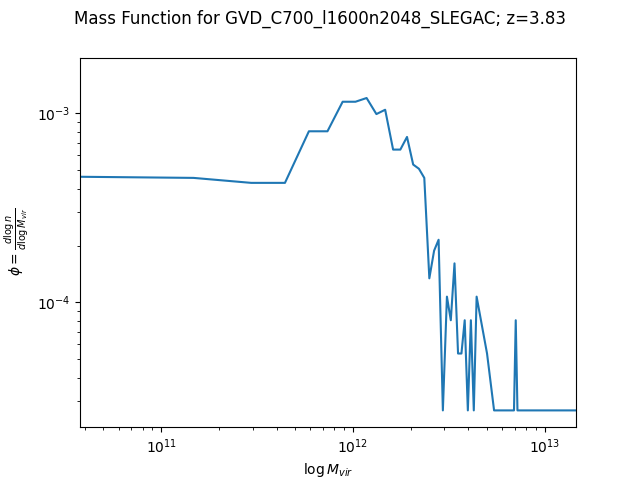 Mass Function for GVD_C700_l1600n2048_SLEGAC; z=3.83
10⁻³
ϕ = d log n / d log M_vir
10⁻⁴
10¹¹ 10¹² 10¹³
log M_vir